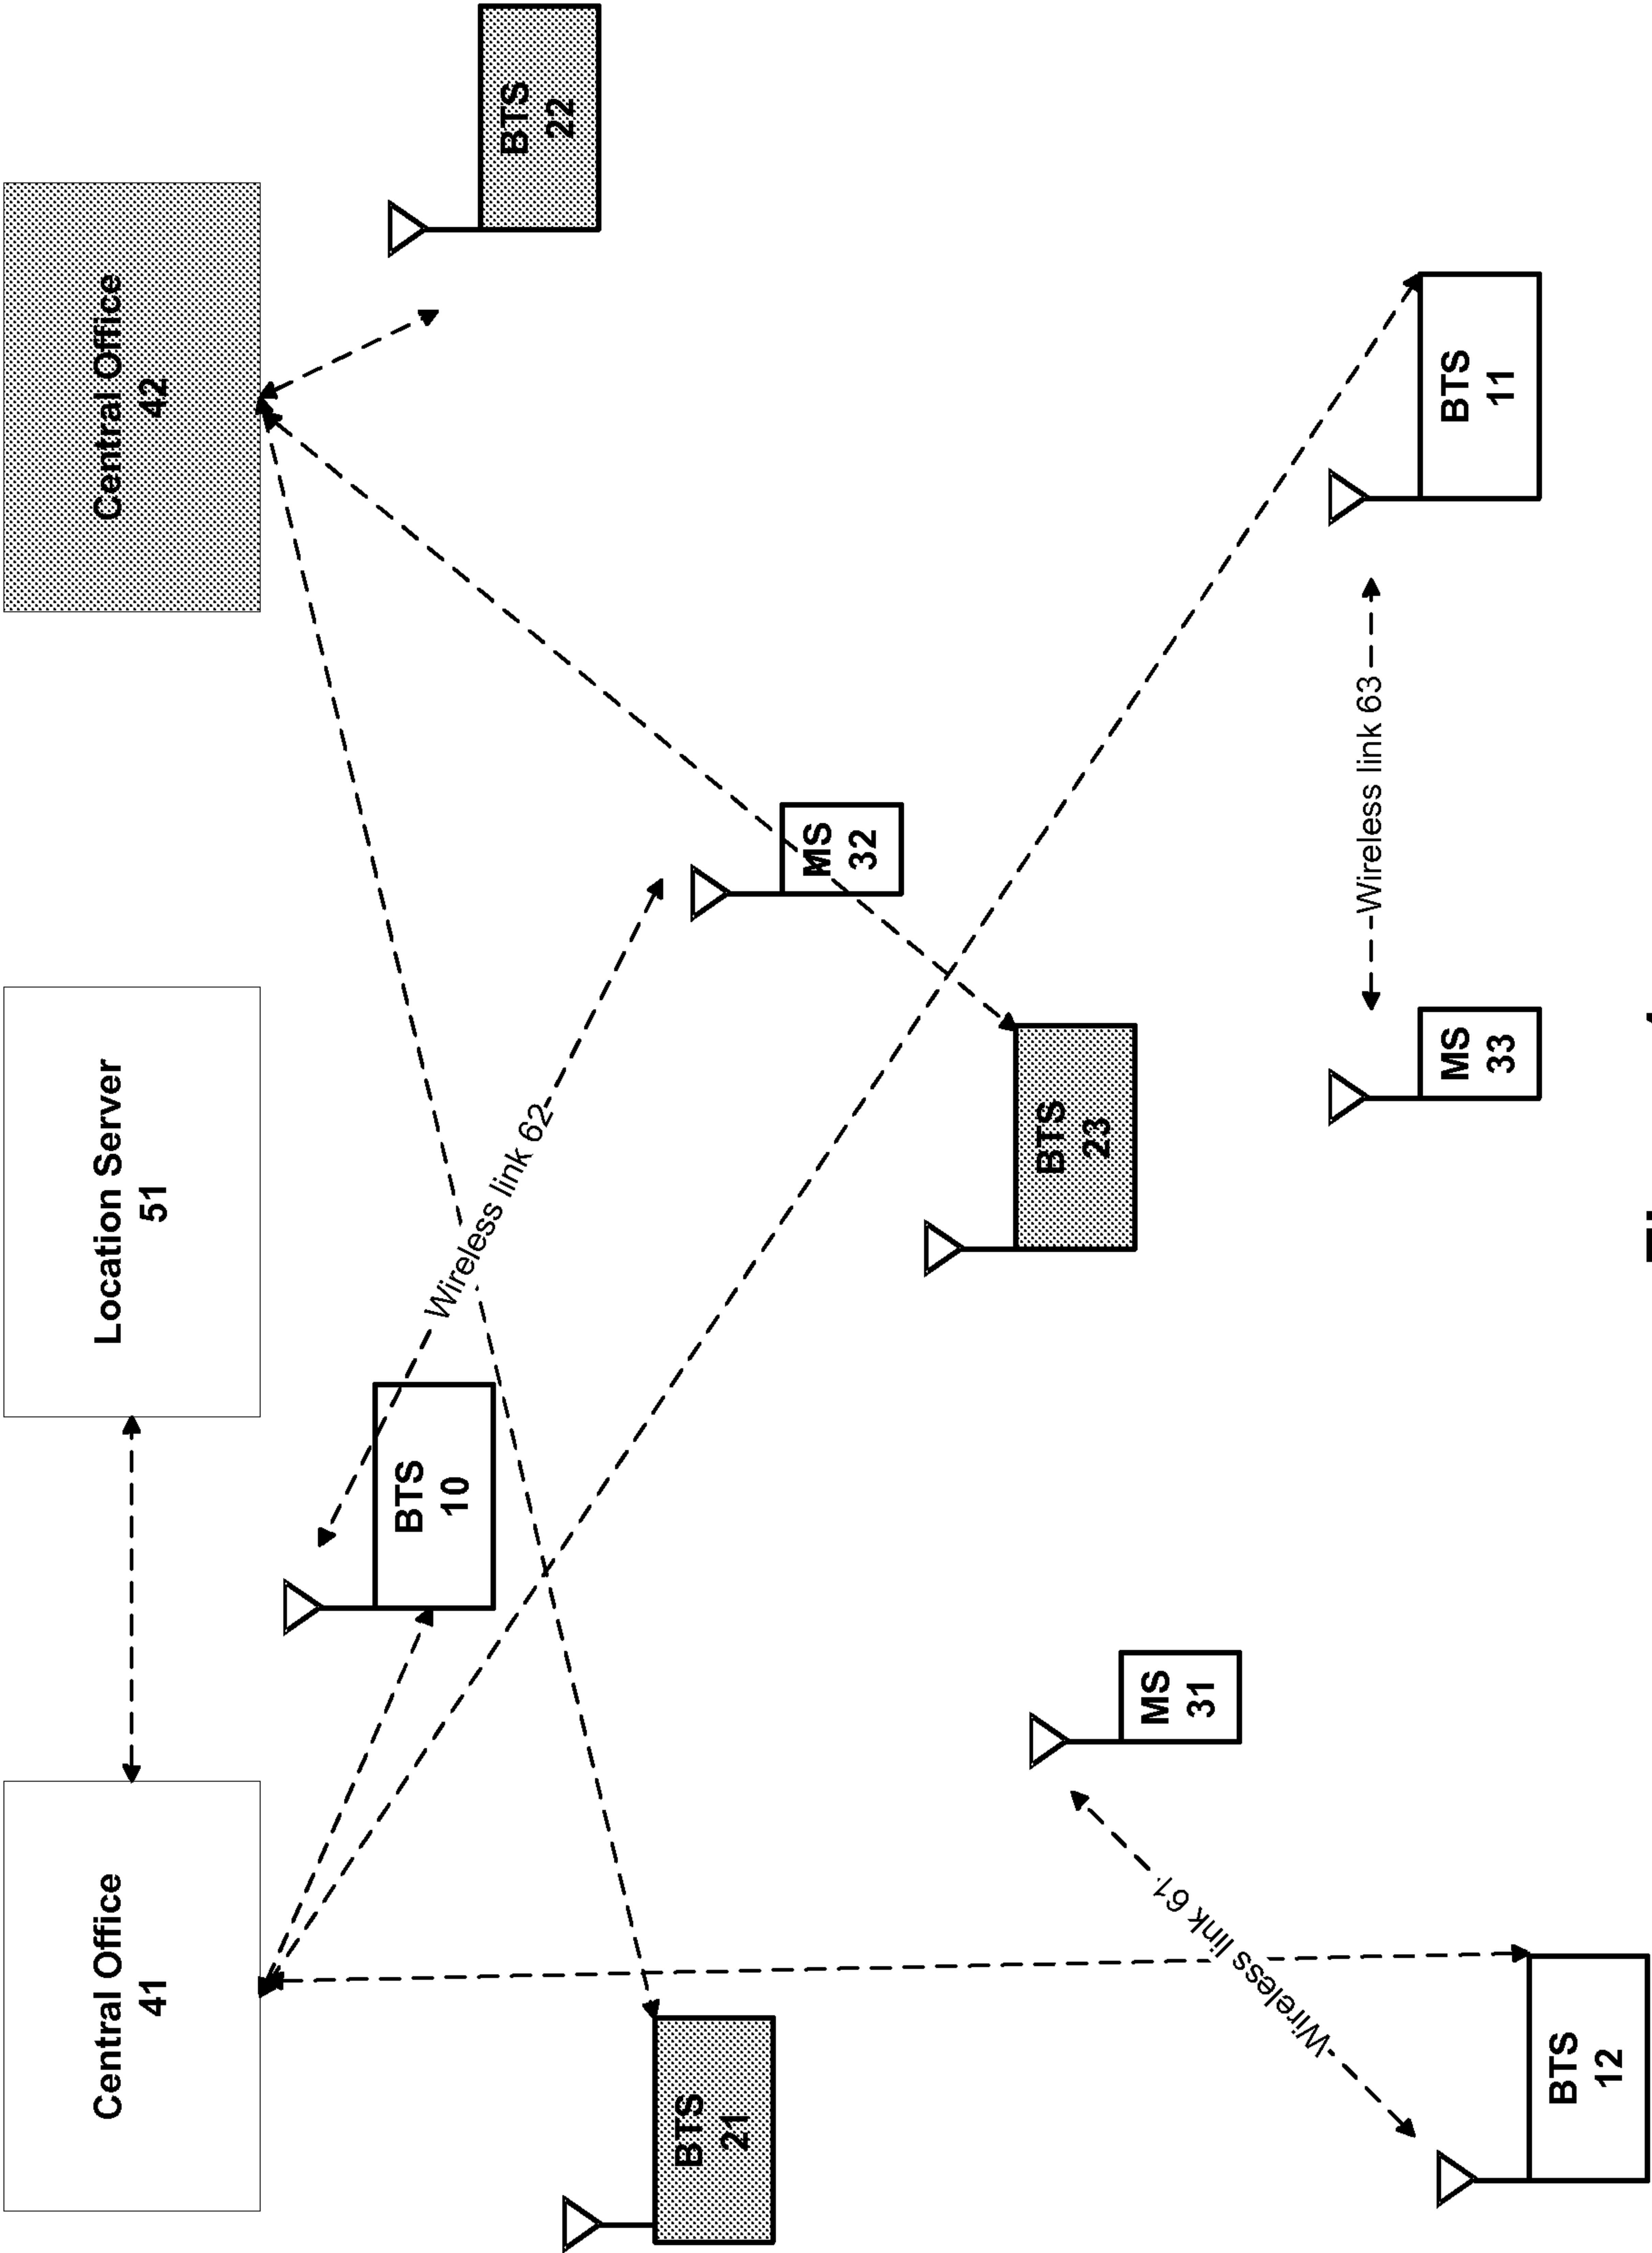 Central Office
41
Location Server
51
Central Office
42
BTS
10
Wireless link 62
BTS
22
BTS
21
MS
32
BTS
23
MS
31
Wireless link 61
MS
33
Wireless link 63
BTS
11
BTS
12